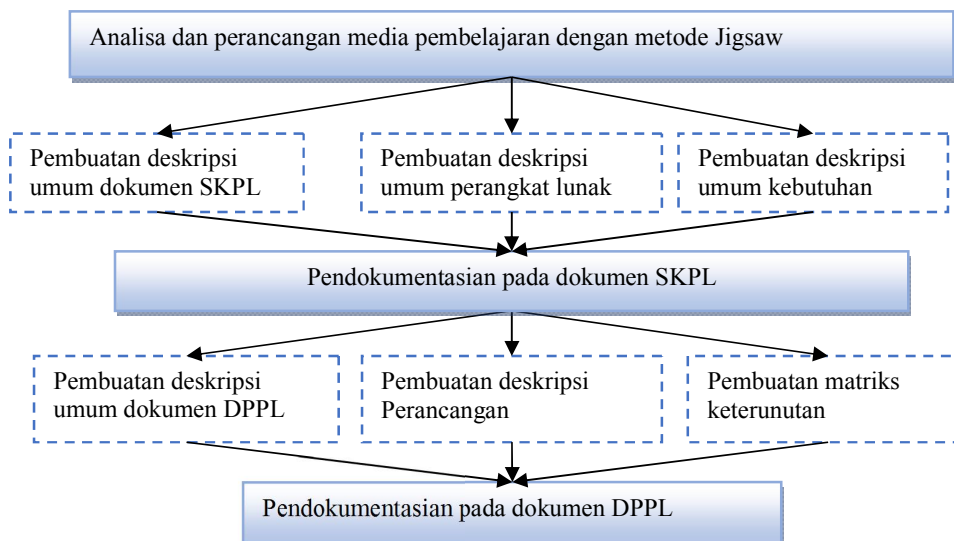 Analisa dan perancangan media pembelajaran dengan metode Jigsaw
Pembuatan deskripsi
umum dokumen SKPL
Pembuatan deskripsi
umum perangkat lunak
Pembuatan deskripsi
umum kebutuhan
Pendokumentasian pada dokumen SKPL
Pembuatan deskripsi
umum dokumen DPPL
Pembuatan deskripsi
Perancangan
Pembuatan matriks
keterunutan
Pendokumentasian pada dokumen DPPL